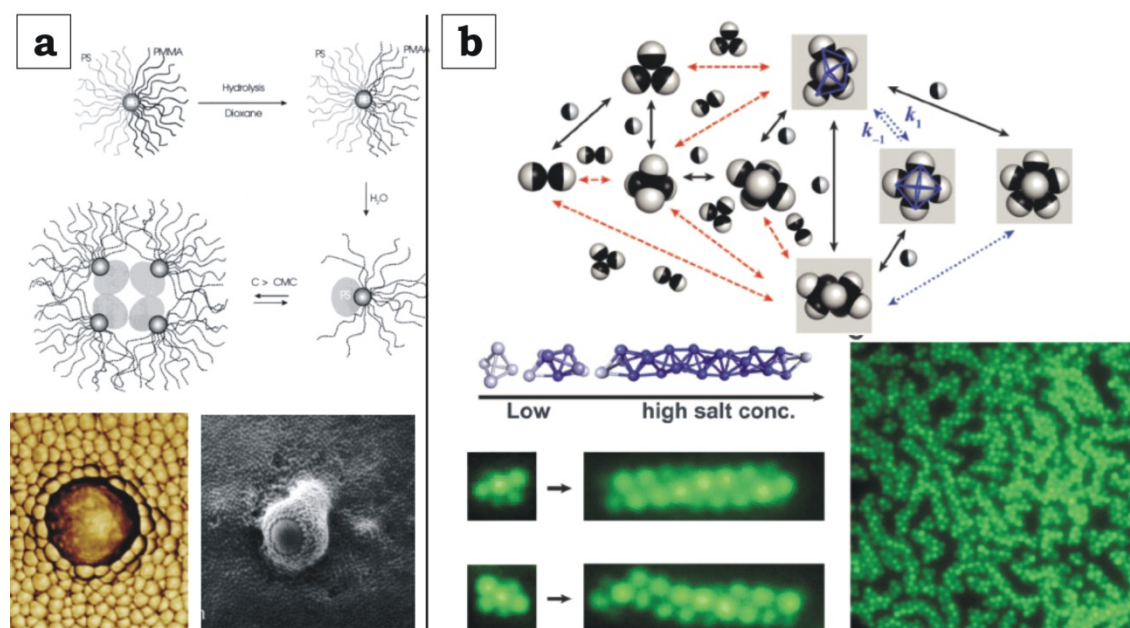 a
PS
PMMA
Hydrolysis
Dioxane
PS
PMAA
H₂O
C > CMC
PS
b
k₁
k₋₁
Low
high salt conc.